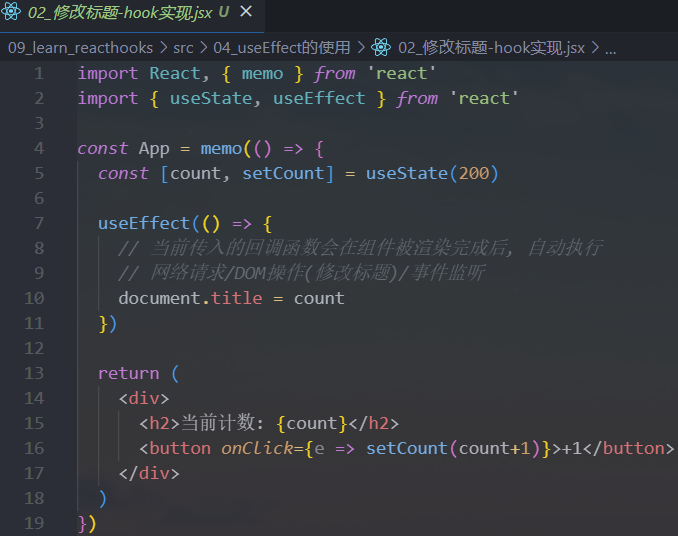 02_修改标题-hook实现.jsx U ×
09_learn_reacthooks > src > 04_useEffect的使用 > 02_修改标题-hook实现.jsx > ...
1 import React, { memo } from 'react'
2 import { useState, useEffect } from 'react'
3
4 const App = memo(() => {
5 const [count, setCount] = useState(200)
6
7 useEffect(() => {
8 // 当前传入的回调函数会在组件被渲染完成后, 自动执行
9 // 网络请求/DOM操作(修改标题)/事件监听
10 document.title = count
11 })
12
13 return (
14 <div>
15 <h2>当前计数: {count}</h2>
16 <button onClick={e => setCount(count+1)}>+1</button>
17 </div>
18 )
19 })